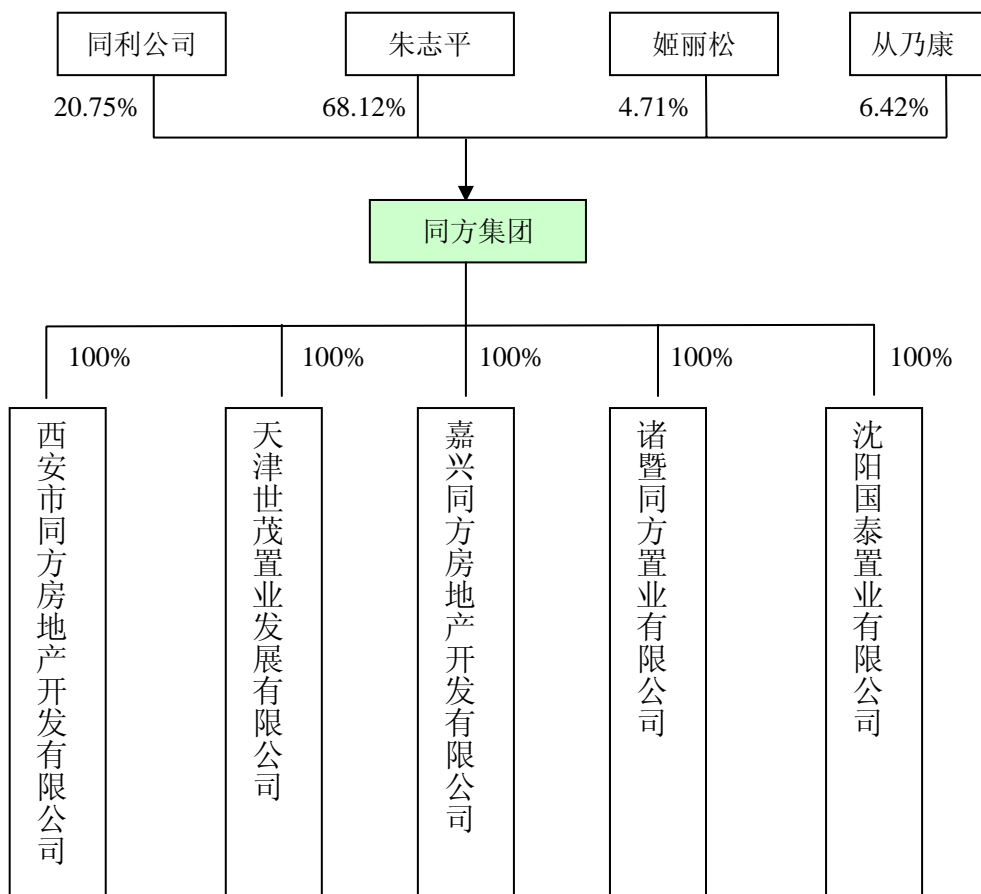 同利公司
朱志平
姬丽松
从乃康
20.75%
68.12%
4.71%
6.42%
同方集团
100%
100%
100%
100%
100%
西安市同方房地产开发有限公司
天津世茂置业发展有限公司
嘉兴同方房地产开发有限公司
诸暨同方置业有限公司
沈阳国泰置业有限公司